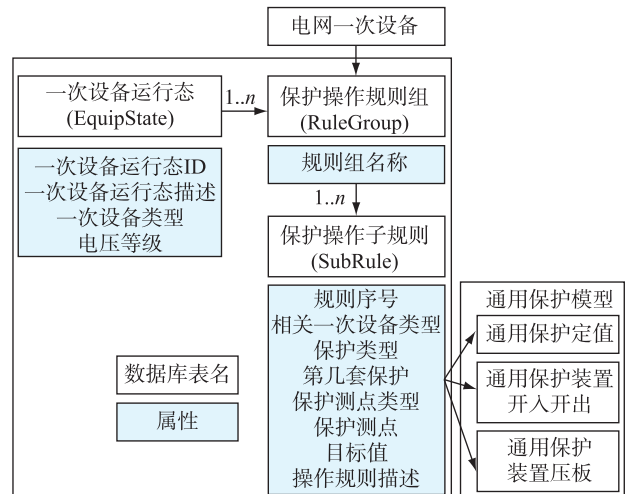 电网一次设备
一次设备运行态
(EquipState)
1..n
保护操作规则组
(RuleGroup)
一次设备运行态ID
一次设备运行态描述
一次设备类型
电压等级
规则组名称
1..n
保护操作子规则
(SubRule)
规则序号
相关一次设备类型
保护类型
第几套保护
保护测点类型
保护测点
目标值
操作规则描述
数据库表名
属性
通用保护模型
通用保护定值
通用保护装置
开入开出
通用保护
装置压板